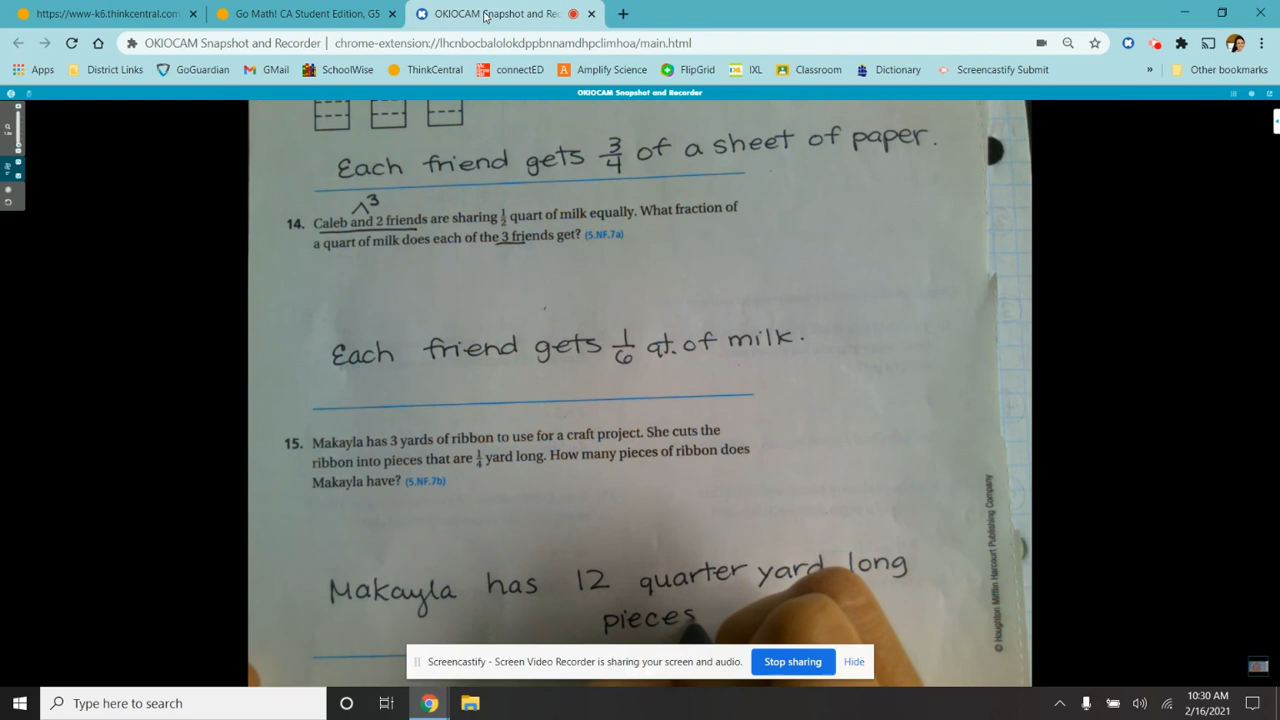 https://www-k6.thinkcentral.com
Go Math! CA Student Edition, G5
OKIOCAM Snapshot and Rec
OKIOCAM Snapshot and Recorder | chrome-extension://lhcnbocbalolokdppbnnamdhpclimhoa/main.html
Apps District Links GoGuardian GMail SchoolWise ThinkCentral connectED Amplify Science FlipGrid IXL Classroom Dictionary Screencastify Submit » Other bookmarks
OKIOCAM Snapshot and Recorder
Each friend gets 3/4 of a sheet of paper.
3
14. Caleb and 2 friends are sharing 1/2 quart of milk equally. What fraction of
a quart of milk does each of the 3 friends get? (5.NF.7a)
Each friend gets 1/6 qt. of milk.
15. Makayla has 3 yards of ribbon to use for a craft project. She cuts the
ribbon into pieces that are 1/4 yard long. How many pieces of ribbon does
Makayla have? (5.NF.7b)
Makayla has 12 quarter yard long
pieces
© Houghton Mifflin Harcourt Publishing Company
Screencastify - Screen Video Recorder is sharing your screen and audio. Stop sharing Hide
Type here to search
10:30 AM
2/16/2021